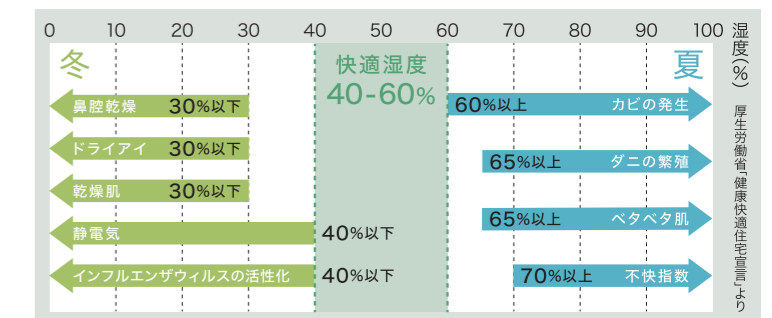 0 10 20 30 40 50 60 70 80 90 100
湿度(%)
冬
快適湿度
40-60%
夏
鼻腔乾燥 30%以下
60%以上 カビの発生
ドライアイ 30%以下
65%以上 ダニの繁殖
乾燥肌 30%以下
65%以上 ベタベタ肌
静電気 40%以下
インフルエンザウィルスの活性化 40%以下
70%以上 不快指数
厚生労働省「健康快適住宅宣言」より